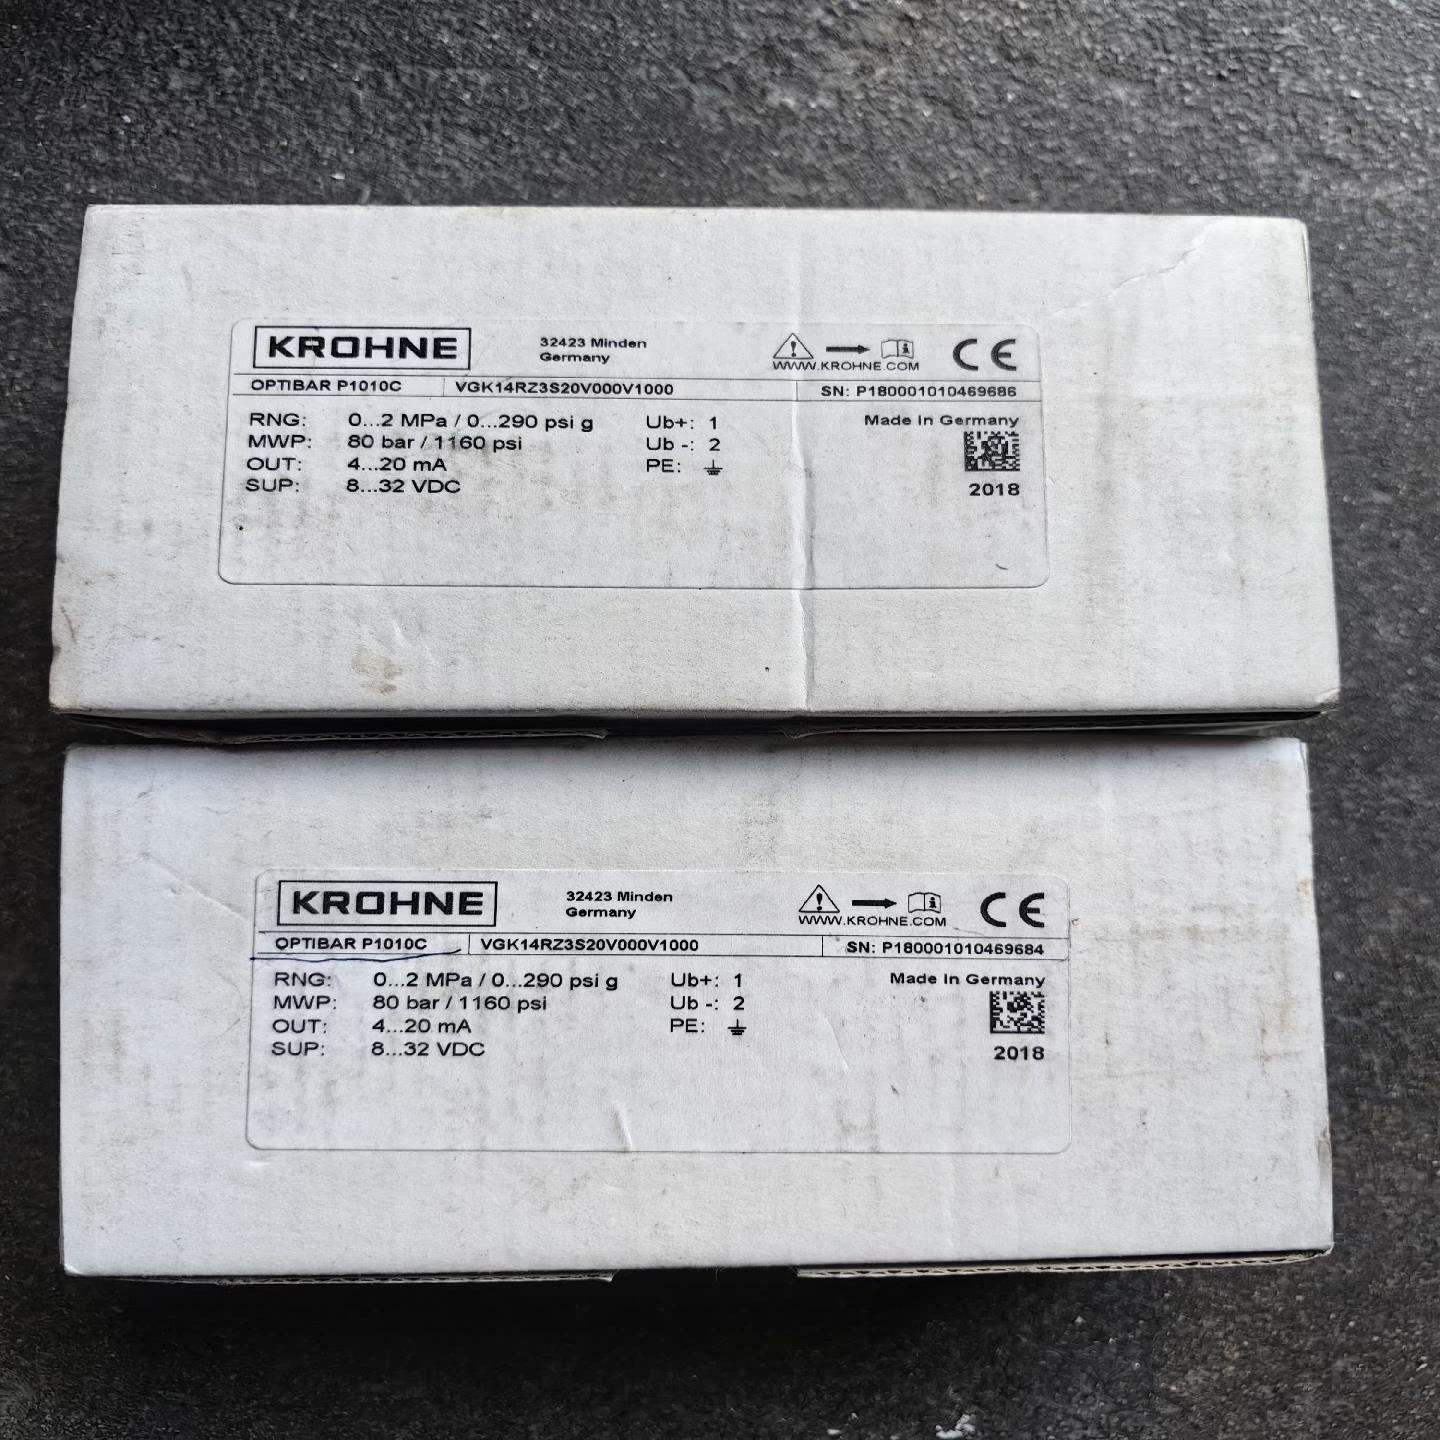 KROHNE
32423 Minden
Germany
WWW.KROHNE.COM
CE
OPTIBAR P1010C VGK14RZ3S20V000V1000 SN: P180001010469686
RNG: 0...2 MPa / 0...290 psi g Ub+: 1 Made in Germany
MWP: 80 bar / 1160 psi Ub -: 2
OUT: 4...20 mA PE:
SUP: 8...32 VDC 2018
KROHNE
32423 Minden
Germany
WWW.KROHNE.COM
CE
OPTIBAR P1010C VGK14RZ3S20V000V1000 SN: P180001010469684
RNG: 0...2 MPa / 0...290 psi g Ub+: 1 Made in Germany
MWP: 80 bar / 1160 psi Ub -: 2
OUT: 4...20 mA PE:
SUP: 8...32 VDC 2018